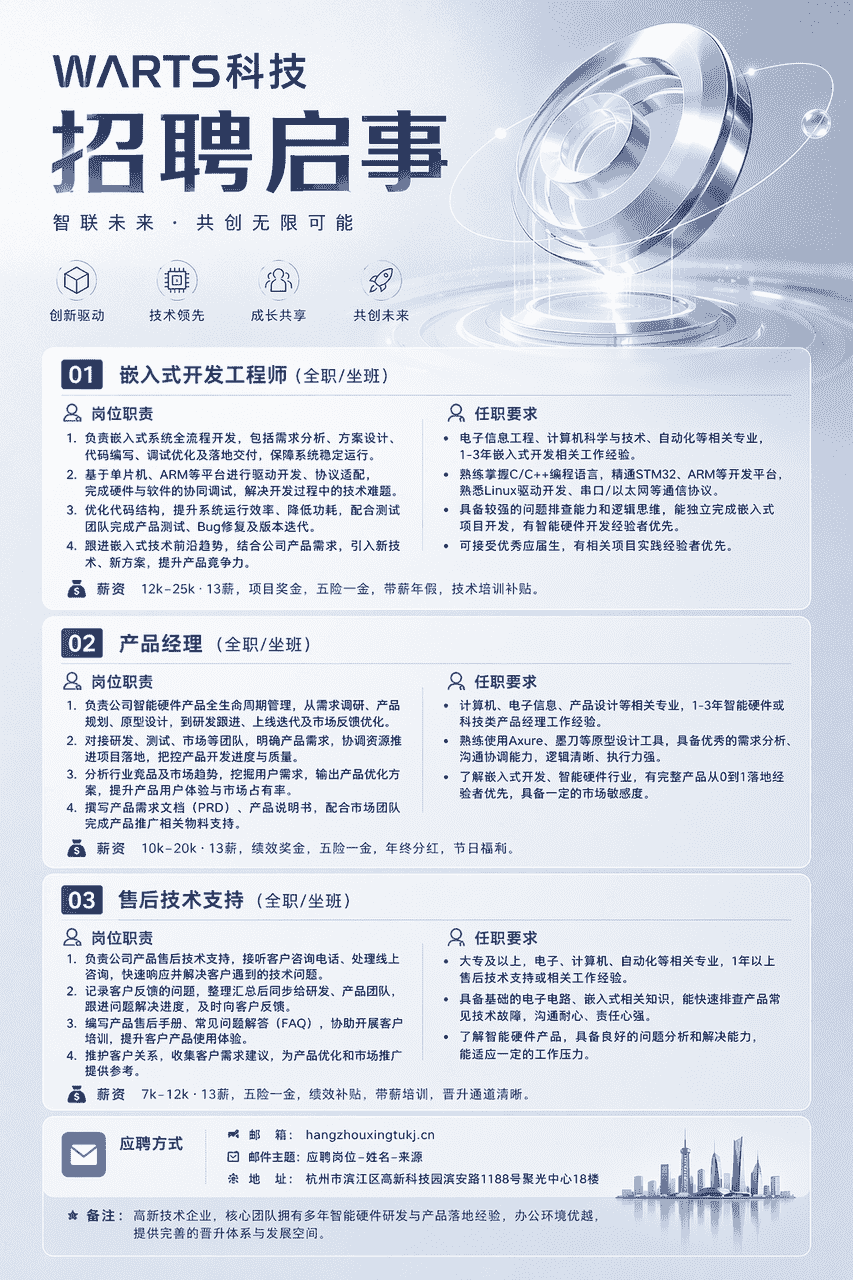 WARTS科技
招聘启事
智联未来 · 共创无限可能
创新驱动
技术领先
成长共享
共创未来
01 嵌入式开发工程师（全职/坐班）
岗位职责
1. 负责嵌入式系统全流程开发，包括需求分析、方案设计、
代码编写、调试优化及落地交付，保障系统稳定运行。
2. 基于单片机、ARM等平台进行驱动开发、协议适配，
完成硬件与软件的协同调试，解决开发过程中的技术难题。
3. 优化代码结构，提升系统运行效率、降低功耗，配合测试
团队完成产品测试、Bug修复及版本迭代。
4. 跟进嵌入式技术前沿趋势，结合公司产品需求，引入新技
术、新方案，提升产品竞争力。
任职要求
• 电子信息工程、计算机科学与技术、自动化等相关专业，
1-3年嵌入式开发相关工作经验。
• 熟练掌握C/C++编程语言，精通STM32、ARM等开发平台，
熟悉Linux驱动开发、串口/以太网等通信协议。
• 具备较强的问题排查能力和逻辑思维，能独立完成嵌入式
项目开发，有智能硬件开发经验者优先。
• 可接受优秀应届生，有相关项目实践经验者优先。
薪资 12k-25k · 13薪，项目奖金，五险一金，带薪年假，技术培训补贴。
02 产品经理（全职/坐班）
岗位职责
1. 负责公司智能硬件产品全生命周期管理，从需求调研、产品
规划、原型设计，到研发跟进、上线迭代及市场反馈优化。
2. 对接研发、测试、市场等团队，明确产品需求，协调资源推
进项目落地，把控产品开发进度与质量。
3. 分析行业竞品及市场趋势，挖掘用户需求，输出产品优化方
案，提升产品用户体验与市场占有率。
4. 撰写产品需求文档（PRD）、产品说明书，配合市场团队
完成产品推广相关物料支持。
任职要求
• 计算机、电子信息、产品设计等相关专业，1-3年智能硬件或
科技类产品经理工作经验。
• 熟练使用Axure、墨刀等原型设计工具，具备优秀的需求分析、
沟通协调能力，逻辑清晰、执行力强。
• 了解嵌入式开发、智能硬件行业，有完整产品从0到1落地经
验者优先，具备一定的市场敏感度。
薪资 10k-20k · 13薪，绩效奖金，五险一金，年终分红，节日福利。
03 售后技术支持（全职/坐班）
岗位职责
1. 负责公司产品售后技术支持，接听客户咨询电话、处理线上
咨询，快速响应并解决客户遇到的技术问题。
2. 记录客户反馈的问题，整理汇总后同步给研发、产品团队，
跟进问题解决进度，及时向客户反馈。
3. 编写产品售后手册、常见问题解答（FAQ），协助开展客户
培训，提升客户产品使用体验。
4. 维护客户关系，收集客户需求建议，为产品优化和市场推广
提供参考。
任职要求
• 大专及以上，电子、计算机、自动化等相关专业，1年以上
售后技术支持或相关工作经验。
• 具备基础的电子电路、嵌入式相关知识，能快速排查产品常
见技术故障，沟通耐心、责任心强。
• 了解智能硬件产品，具备良好的问题分析和解决能力，
能适应一定的工作压力。
薪资 7k-12k · 13薪，五险一金，绩效补贴，带薪培训，晋升通道清晰。
应聘方式
邮 箱： hangzhouxingtukj.cn
邮件主题：应聘岗位-姓名-来源
地 址： 杭州市滨江区高新科技园滨安路1188号聚光中心18楼
★ 备注：高新技术企业，核心团队拥有多年智能硬件研发与产品落地经验，办公环境优越，
提供完善的晋升体系与发展空间。